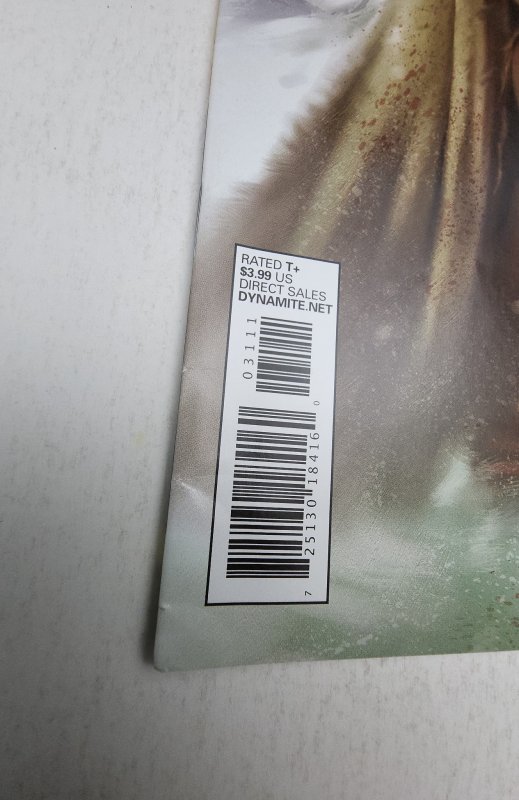 RATED T+
$3.99 US
DIRECT SALES
DYNAMITE.NET
03111
7 25130 18416 0